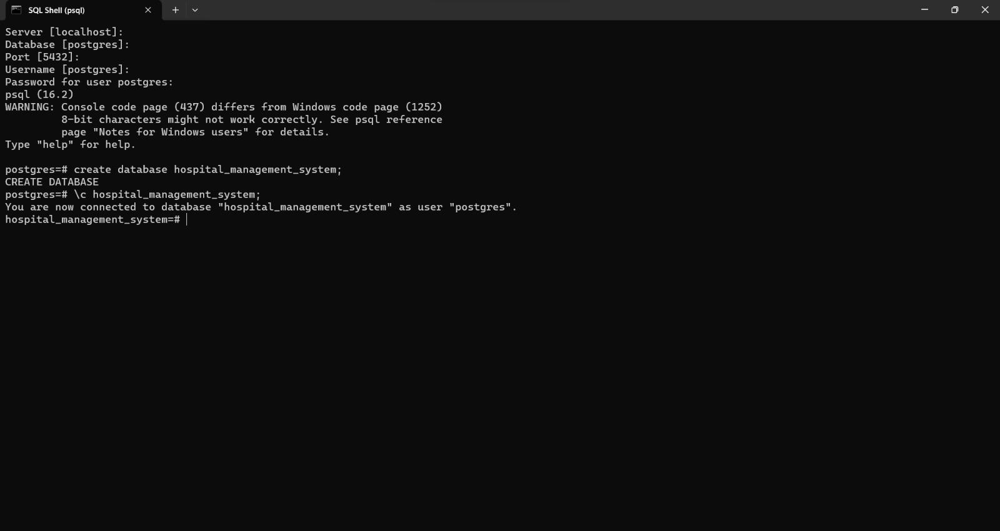 SQL Shell (psql)
Server [localhost]:
Database [postgres]:
Port [5432]:
Username [postgres]:
Password for user postgres:
psql (16.2)
WARNING: Console code page (437) differs from Windows code page (1252)
         8-bit characters might not work correctly. See psql reference
         page "Notes for Windows users" for details.
Type "help" for help.

postgres=# create database hospital_management_system;
CREATE DATABASE
postgres=# \c hospital_management_system;
You are now connected to database "hospital_management_system" as user "postgres".
hospital_management_system=#